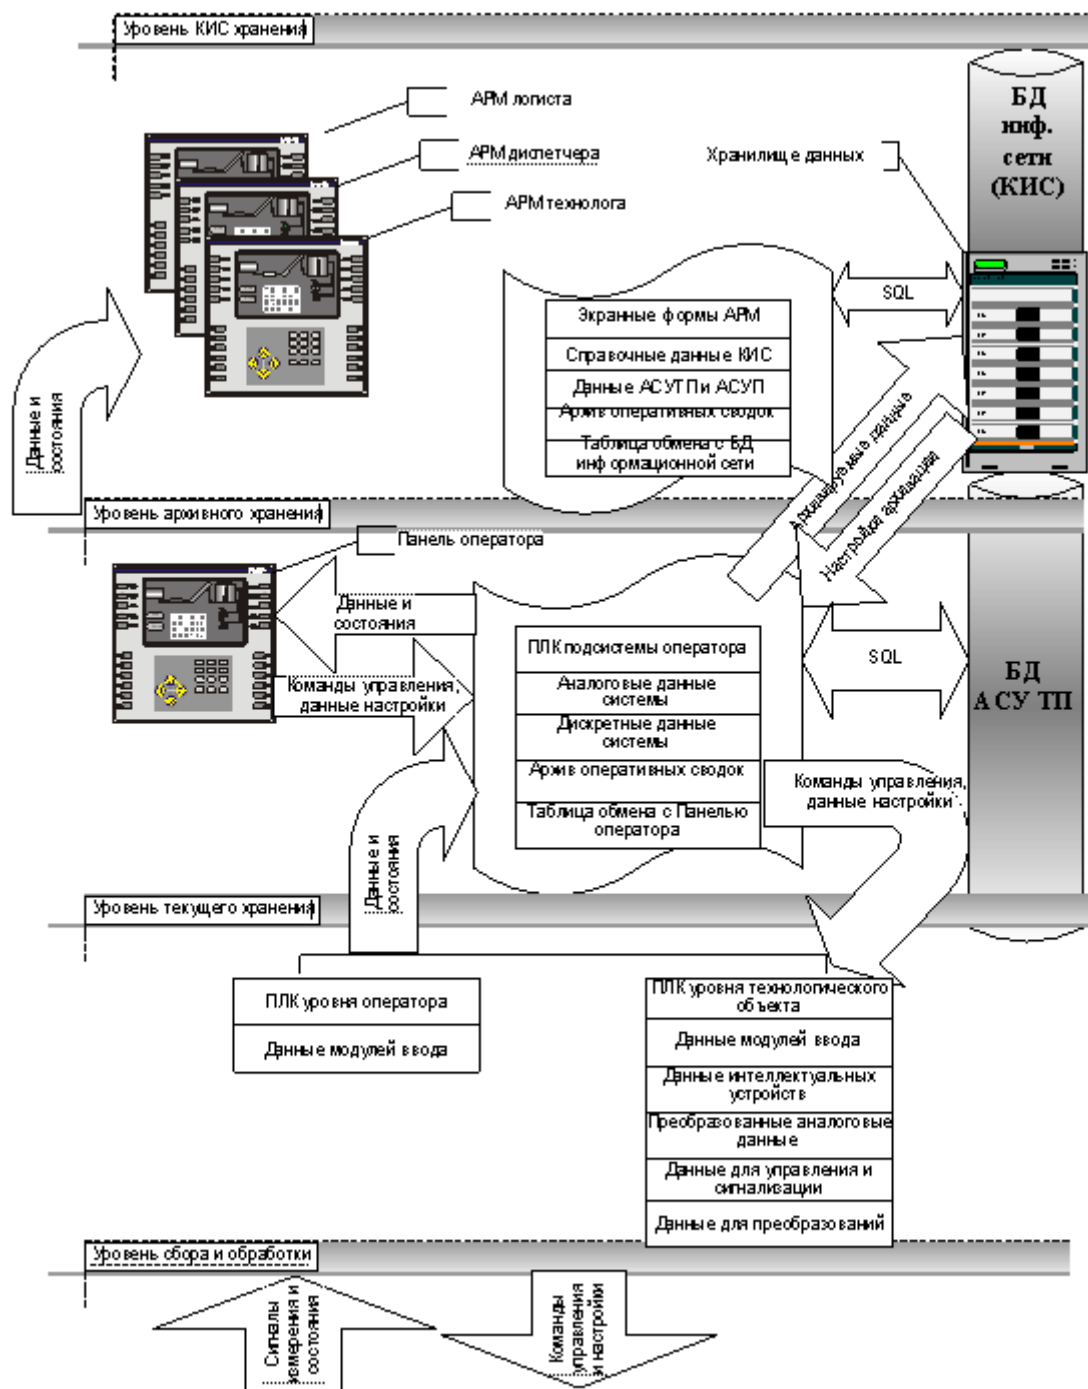 Уровень КИС хранения
АРМ логиста
АРМ диспетчера
АРМ технолога
Хранилище данных
БД
инф.
сети
(КИС)
SQL
Экранные формы АРМ
Справочные данные КИС
Данные АСУТП и АСУП
Архив оперативных сводок
Таблица обмена с БД
информационной сети
Данные и
состояния
Архивируемые данные
Настройки архивации
Уровень архивного хранения
Панель оператора
Данные и
состояния
Команды управления,
данные настройки
ПЛК подсистемы оператора
Аналоговые данные
системы
Дискретные данные
системы
Архив оперативных сводок
Таблица обмена с Панелью
оператора
SQL
БД
АСУ ТП
Команды управления,
данные настройки
Данные и
состояния
Уровень текущего хранения
ПЛК уровня оператора
Данные модулей ввода
ПЛК уровня технологического
объекта
Данные модулей ввода
Данные интеллектуальных
устройств
Преобразованные аналоговые
данные
Данные для управления и
сигнализации
Данные для преобразований
Уровень сбора и обработки
Сигналы
измерения и
состояния
Команды
управления
и настройки